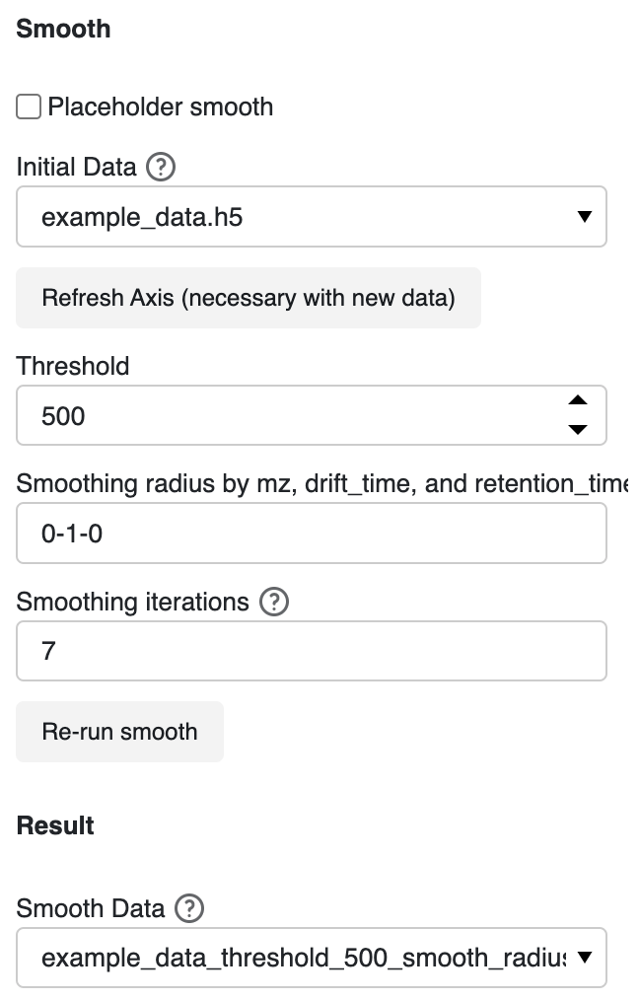 Smooth
Placeholder smooth
Initial Data ?
example_data.h5
Refresh Axis (necessary with new data)
Threshold
500
Smoothing radius by mz, drift_time, and retention_time
0-1-0
Smoothing iterations ?
7
Re-run smooth
Result
Smooth Data ?
example_data_threshold_500_smooth_radius